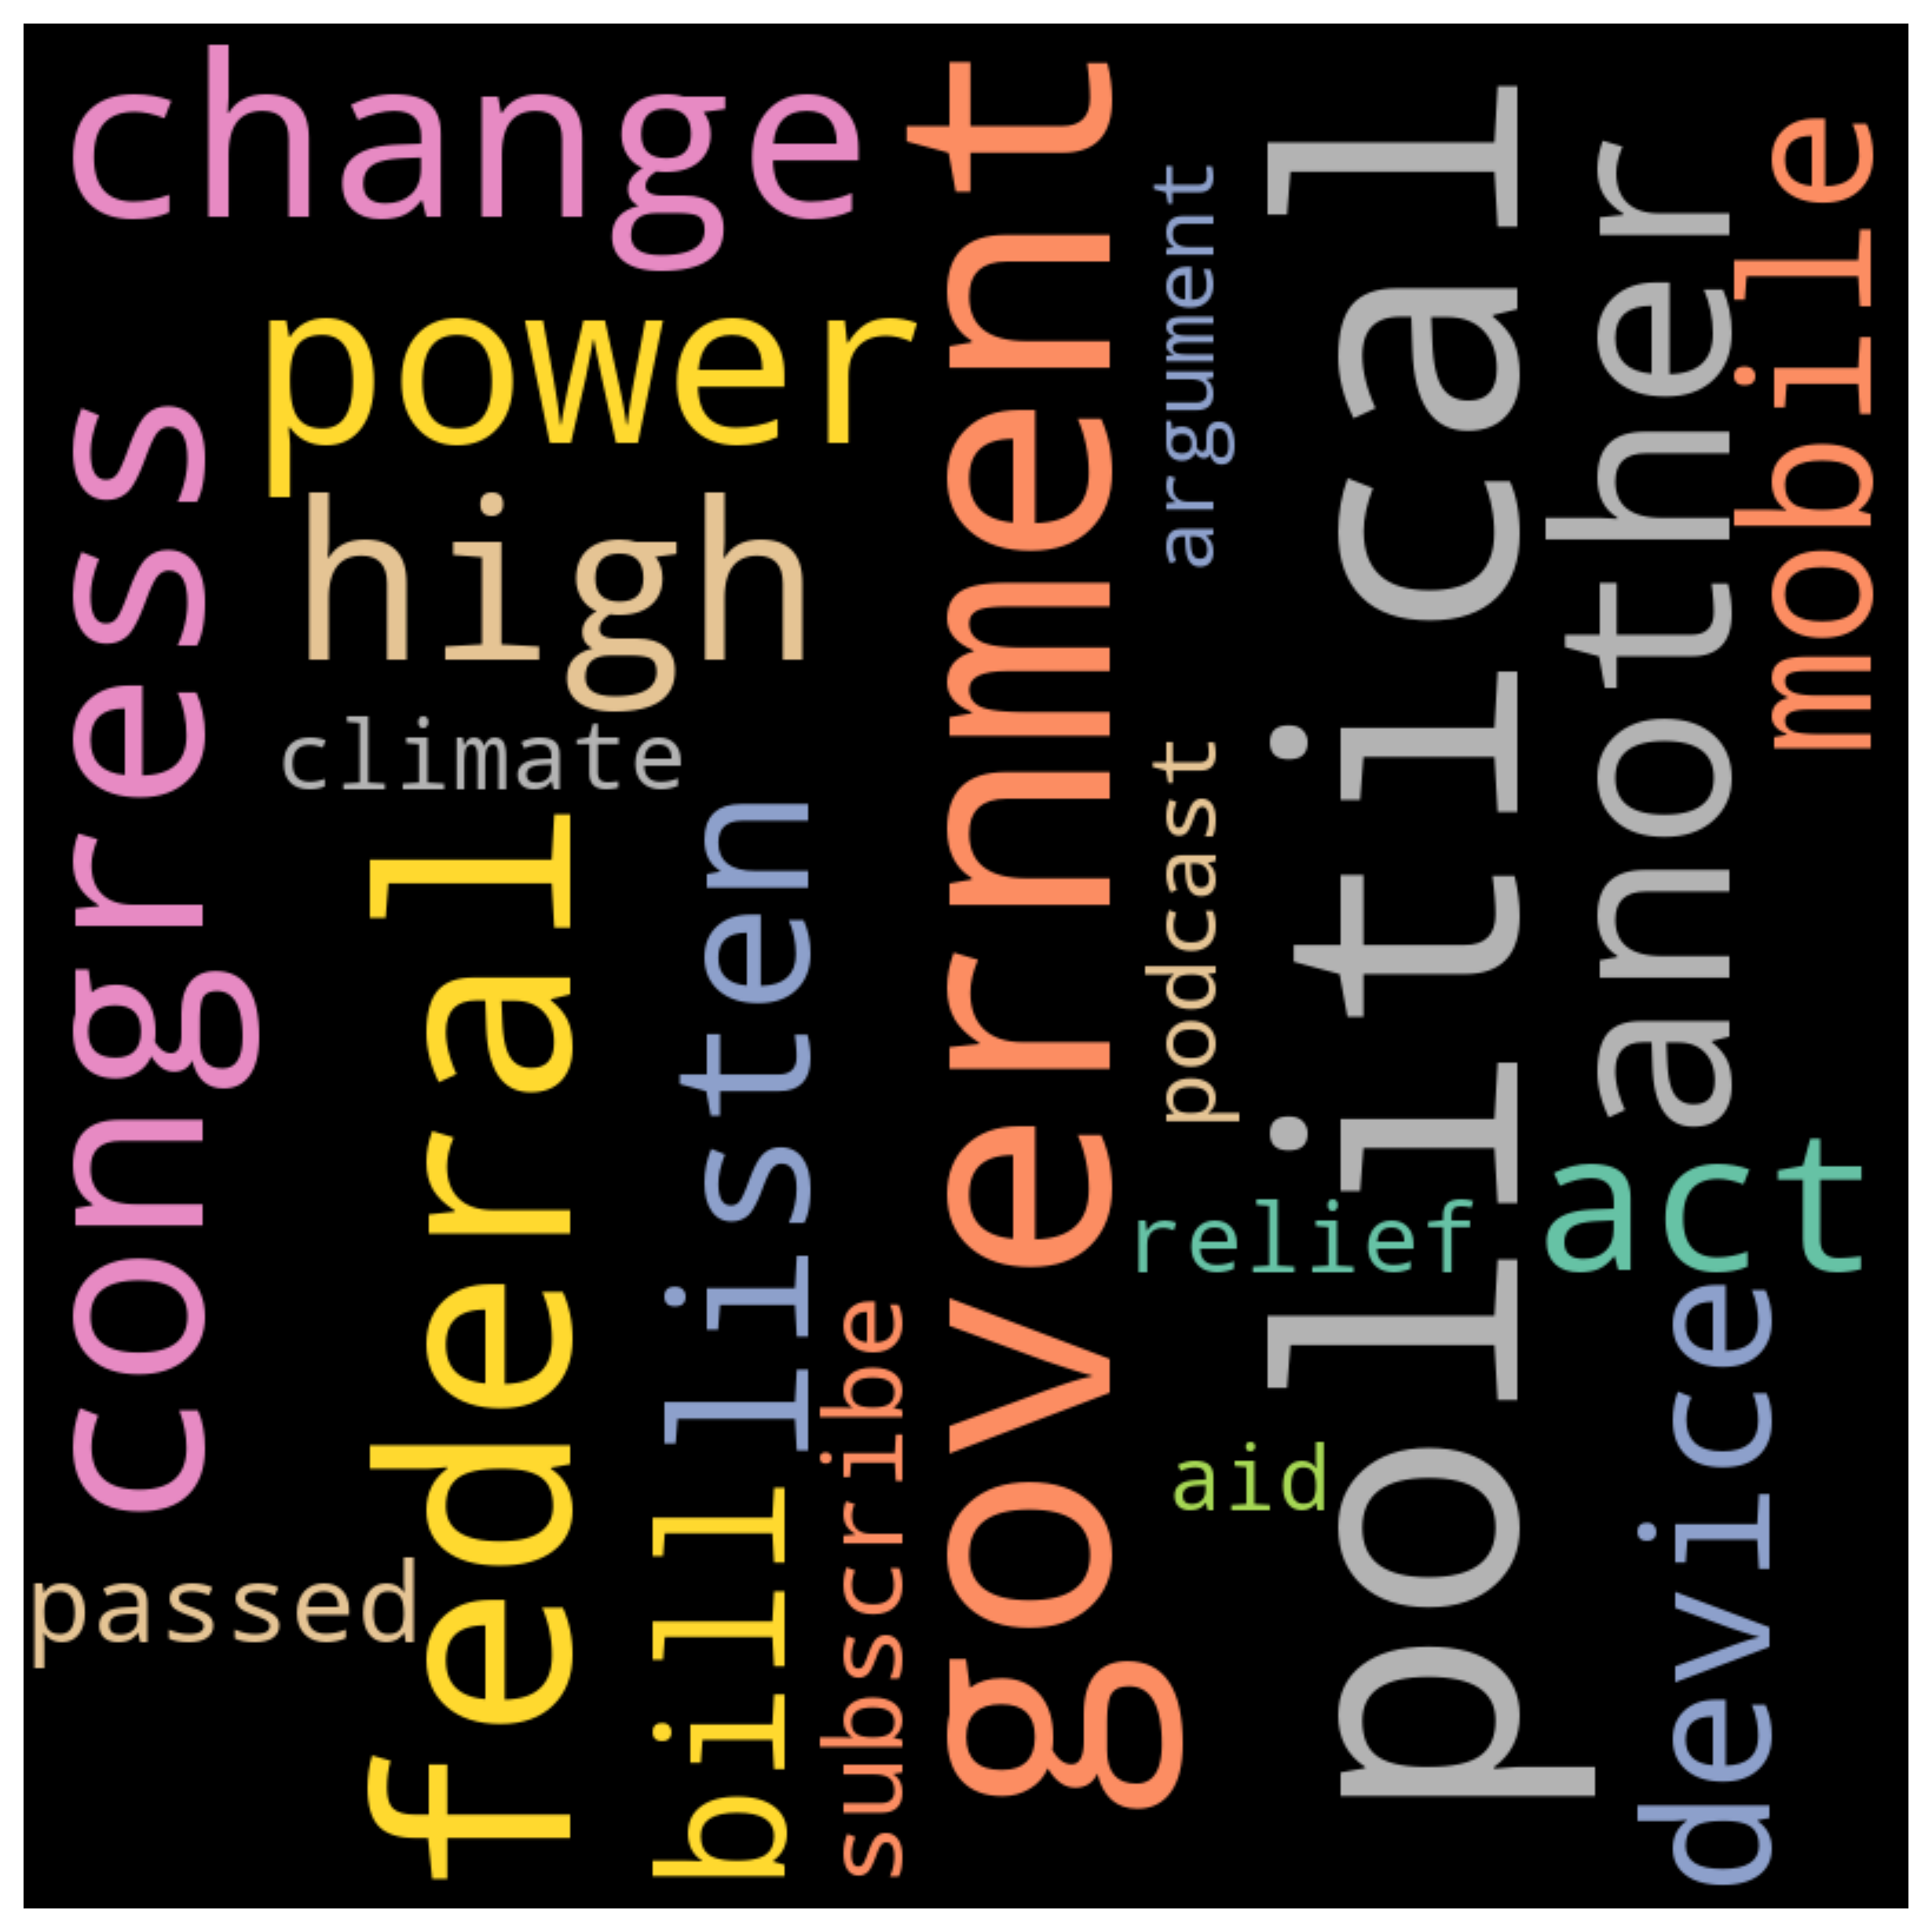 change
power
high
climate
congress
federal
listen
bill
subscribe
passed
government
argument
podcast
political
another
mobile
relief
act
aid
device